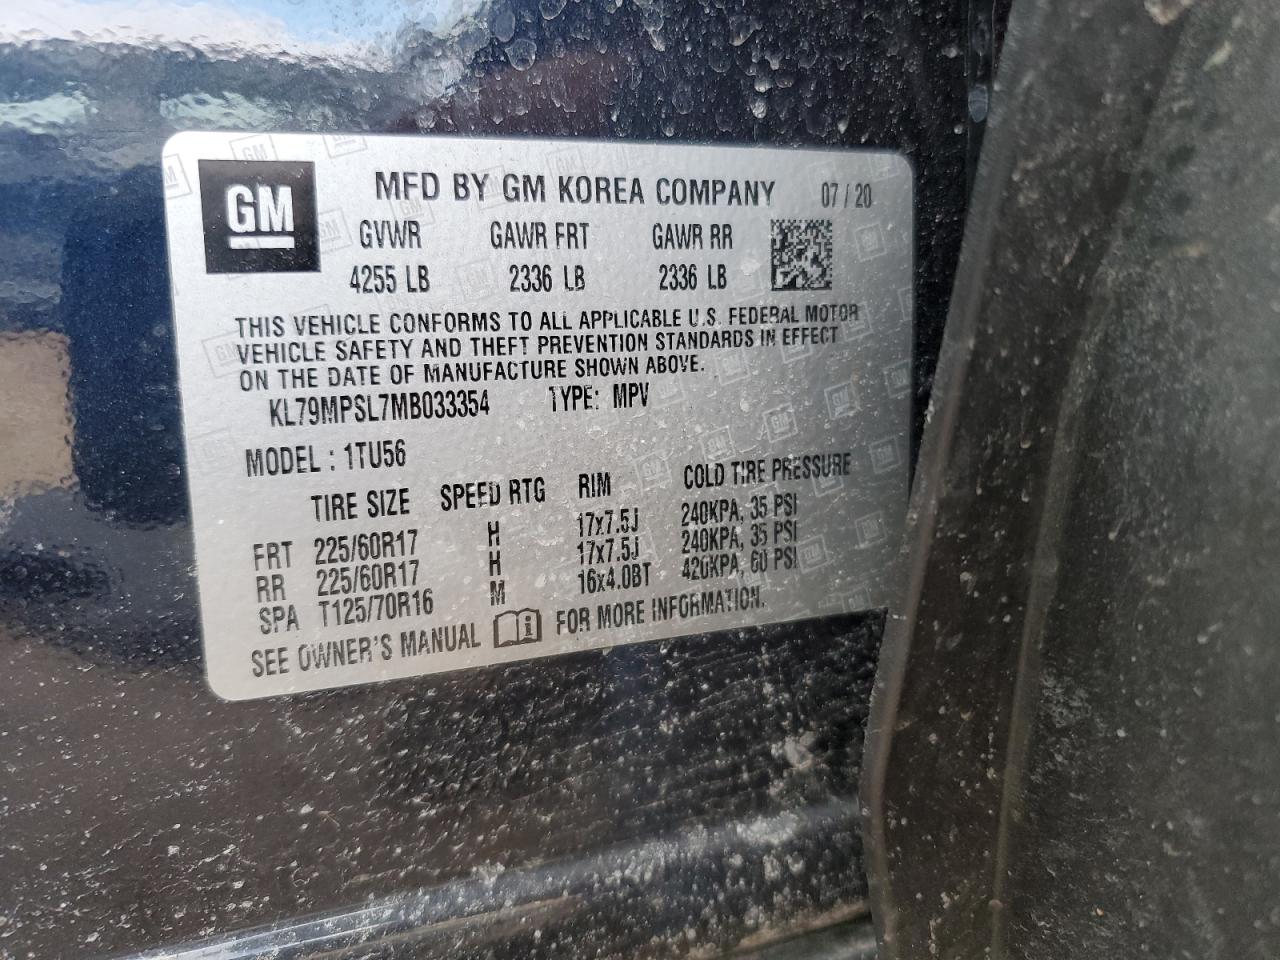 GM
MFD BY GM KOREA COMPANY 07 / 20
GVWR GAWR FRT GAWR RR
4255 LB 2336 LB 2336 LB
THIS VEHICLE CONFORMS TO ALL APPLICABLE U.S. FEDERAL MOTOR
VEHICLE SAFETY AND THEFT PREVENTION STANDARDS IN EFFECT
ON THE DATE OF MANUFACTURE SHOWN ABOVE.
KL79MPSL7MB033354 TYPE: MPV
MODEL : 1TU56
TIRE SIZE SPEED RTG RIM COLD TIRE PRESSURE
FRT 225/60R17 H 17x7.5J 240KPA, 35 PSI
RR 225/60R17 H 17x7.5J 240KPA, 35 PSI
SPA T125/70R16 M 16x4.0BT 420KPA, 60 PSI
SEE OWNER'S MANUAL FOR MORE INFORMATION.